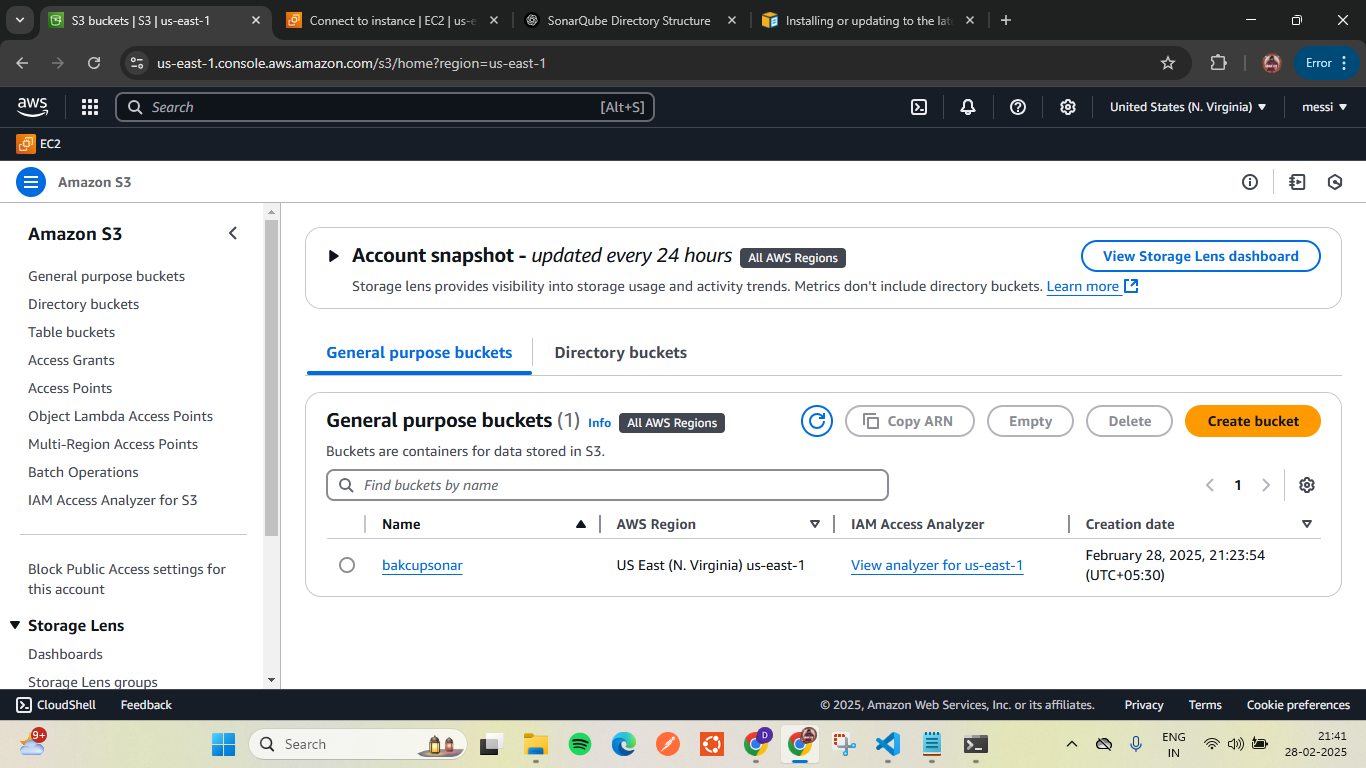 S3 buckets | S3 | us-east-1
Connect to instance | EC2 | us-e
SonarQube Directory Structure
Installing or updating to the late
us-east-1.console.aws.amazon.com/s3/home?region=us-east-1
Error
aws
Search
[Alt+S]
United States (N. Virginia)
messi
EC2
Amazon S3
Amazon S3
General purpose buckets
Directory buckets
Table buckets
Access Grants
Access Points
Object Lambda Access Points
Multi-Region Access Points
Batch Operations
IAM Access Analyzer for S3
Block Public Access settings for
this account
Storage Lens
Dashboards
Storage Lens groups
Account snapshot - updated every 24 hours All AWS Regions
View Storage Lens dashboard
Storage lens provides visibility into storage usage and activity trends. Metrics don't include directory buckets. Learn more
General purpose buckets
Directory buckets
General purpose buckets (1) Info All AWS Regions
Copy ARN
Empty
Delete
Create bucket
Buckets are containers for data stored in S3.
Find buckets by name
1
Name
AWS Region
IAM Access Analyzer
Creation date
bakcupsonar
US East (N. Virginia) us-east-1
View analyzer for us-east-1
February 28, 2025, 21:23:54
(UTC+05:30)
CloudShell
Feedback
© 2025, Amazon Web Services, Inc. or its affiliates.
Privacy
Terms
Cookie preferences
9+
Search
D
ENG
IN
21:41
28-02-2025